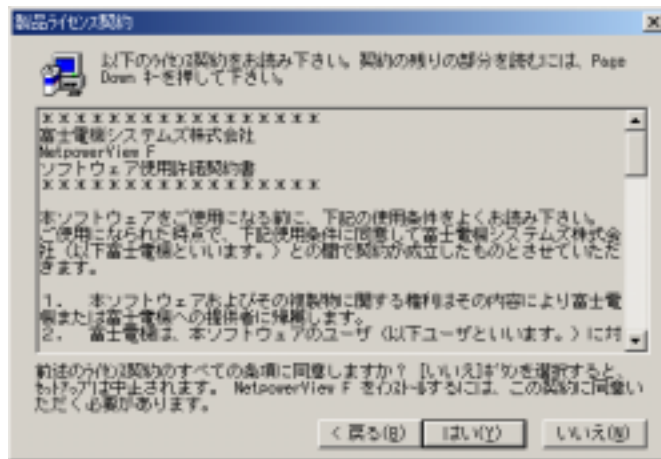 製品ライセンス契約
以下のライセンス契約をお読み下さい。契約の残りの部分を読むには、Page
Down キーを押して下さい。
＊＊＊＊＊＊＊＊＊＊＊＊＊＊＊＊＊
富士電機システムズ株式会社
NetpowerView F
ソフトウェア使用許諾契約書
＊＊＊＊＊＊＊＊＊＊＊＊＊＊＊＊＊
本ソフトウェアをご使用になる前に、下記の使用条件をよくお読み下さい。
ご使用になられた時点で、下記使用条件に同意して富士電機システムズ株式会
社（以下富士電機といいます。）との間で契約が成立したものとさせていただ
きます。
１．　本ソフトウェアおよびその複製物に関する権利はその内容により富士電
機または富士電機への提供者に帰属します。
２．　富士電機は、本ソフトウェアのユーザ（以下ユーザといいます。）に対
前述のライセンス契約のすべての条項に同意しますか？ [いいえ]ボタンを選択すると、
セットアップは中止されます。 NetpowerView F をインストールするには、この契約に同意い
ただく必要があります。
< 戻る(B) はい(Y) いいえ(N)